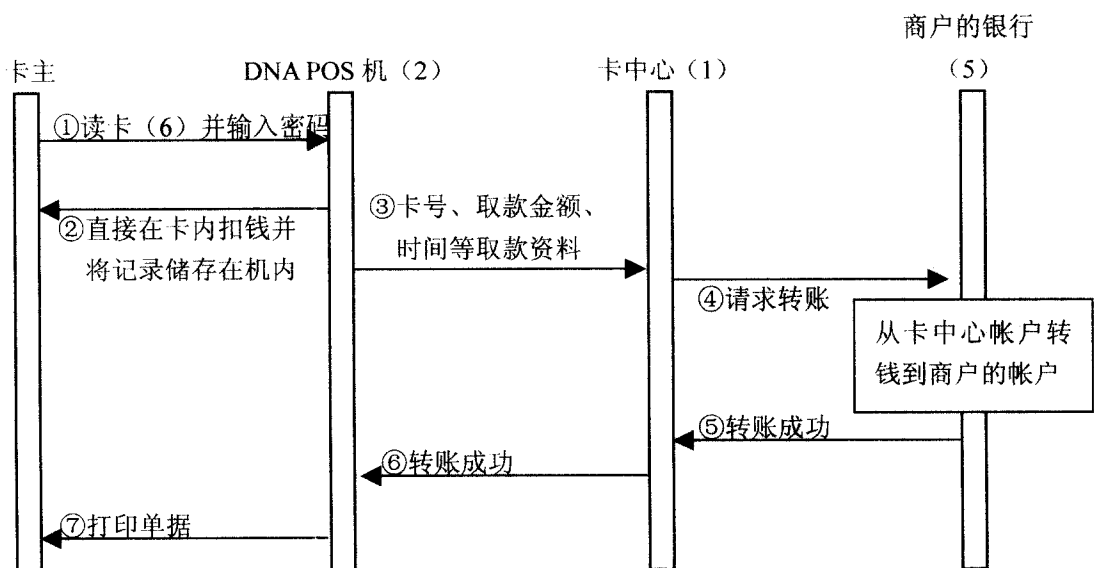 商户的银行
卡主
DNA POS 机（2）
卡中心（1）
（5）
①读卡（6）并输入密码
②直接在卡内扣钱并
将记录储存在机内
③卡号、取款金额、
时间等取款资料
④请求转账
从卡中心帐户转
钱到商户的帐户
⑤转账成功
⑥转账成功
⑦打印单据